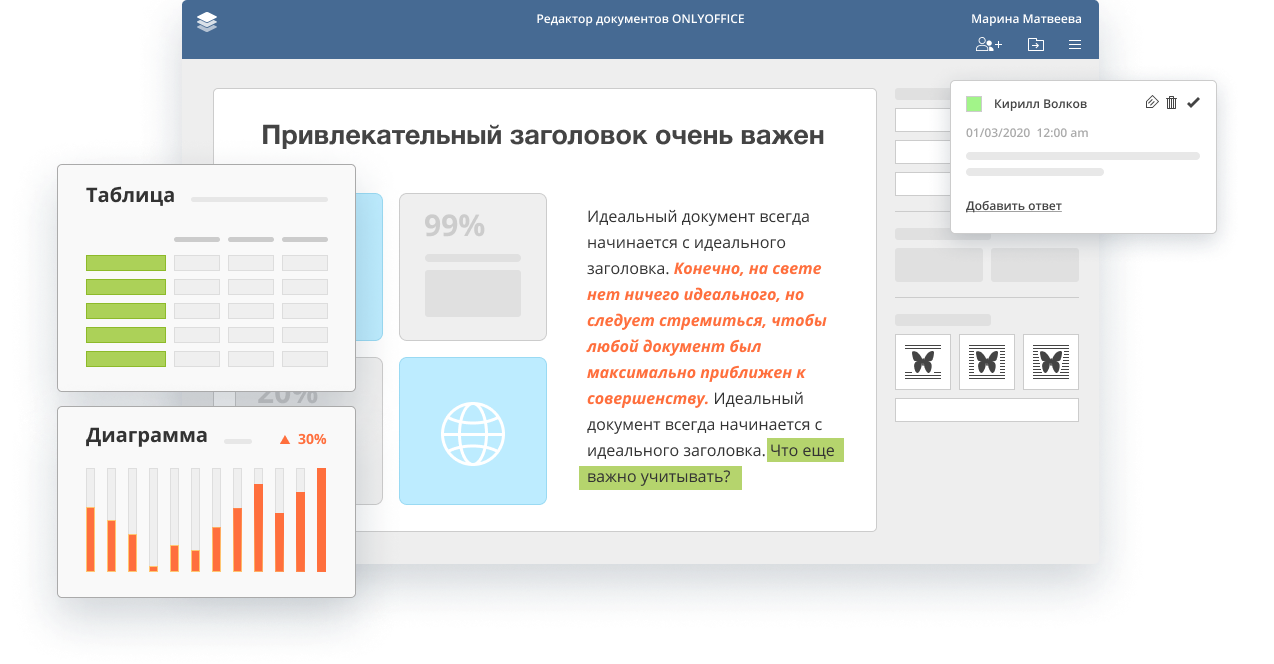 Редактор документов ONLYOFFICE
Марина Матвеева
Кирилл Волков
01/03/2020 12:00 am
Добавить ответ
Привлекательный заголовок очень важен
Таблица
99%
20%
Диаграмма
30%
Идеальный документ всегда
начинается с идеального
заголовка. Конечно, на свете
нет ничего идеального, но
следует стремиться, чтобы
любой документ был
максимально приближен к
совершенству. Идеальный
документ всегда начинается с
идеального заголовка. Что еще
важно учитывать?